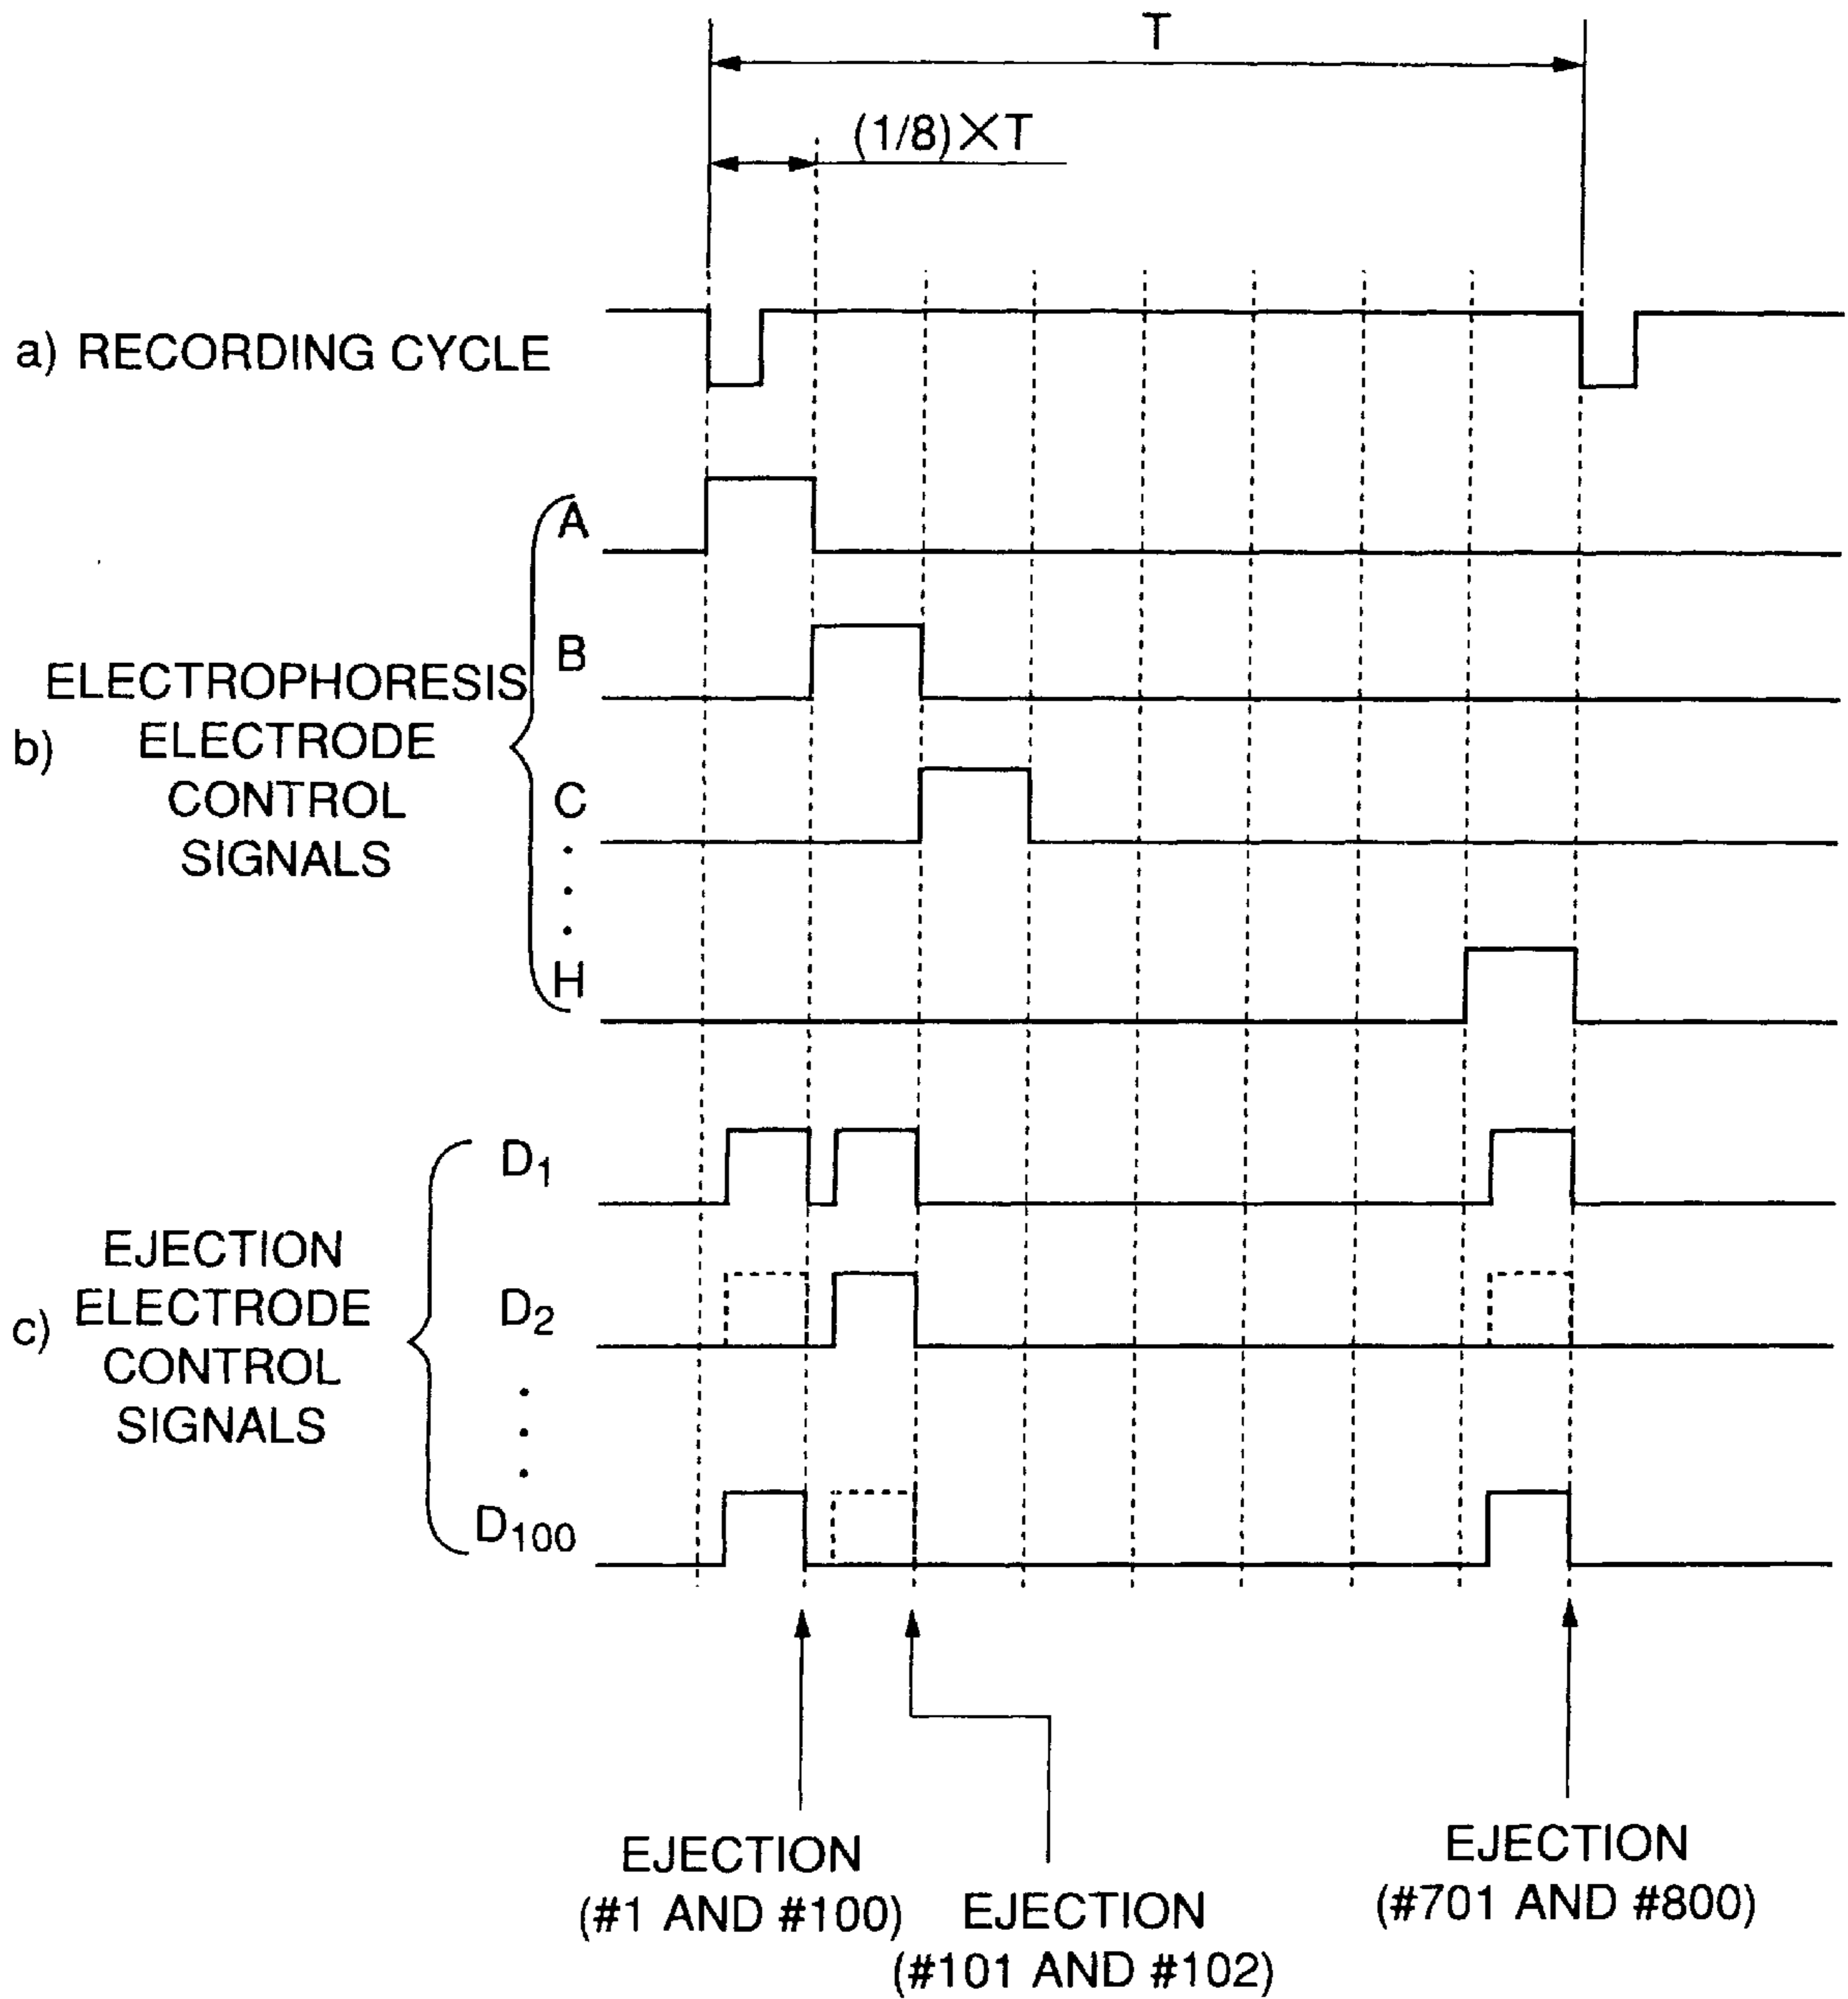 T
(1/8)×T
a) RECORDING CYCLE
A
B
ELECTROPHORESIS
b) ELECTRODE
CONTROL
SIGNALS
C
H
D1
EJECTION
c) ELECTRODE
CONTROL
SIGNALS
D2
D100
EJECTION
(#1 AND #100)
EJECTION
(#101 AND #102)
EJECTION
(#701 AND #800)